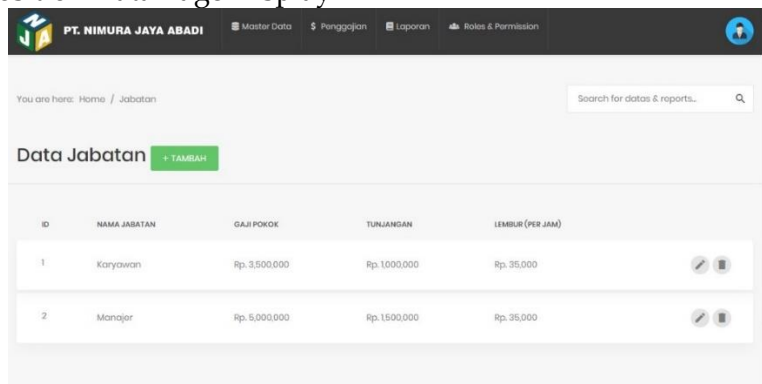 PT. NIMURA JAYA ABADI Master Data $ Penggajian Laporan Roles & Permission
You are here: Home / Jabatan Search for datas & reports...
Data Jabatan + TAMBAH
ID NAMA JABATAN GAJI POKOK TUNJANGAN LEMBUR (PER JAM)
1 Karyawan Rp. 3,500,000 Rp. 1,000,000 Rp. 35,000
2 Manajer Rp. 5,000,000 Rp. 1,500,000 Rp. 35,000